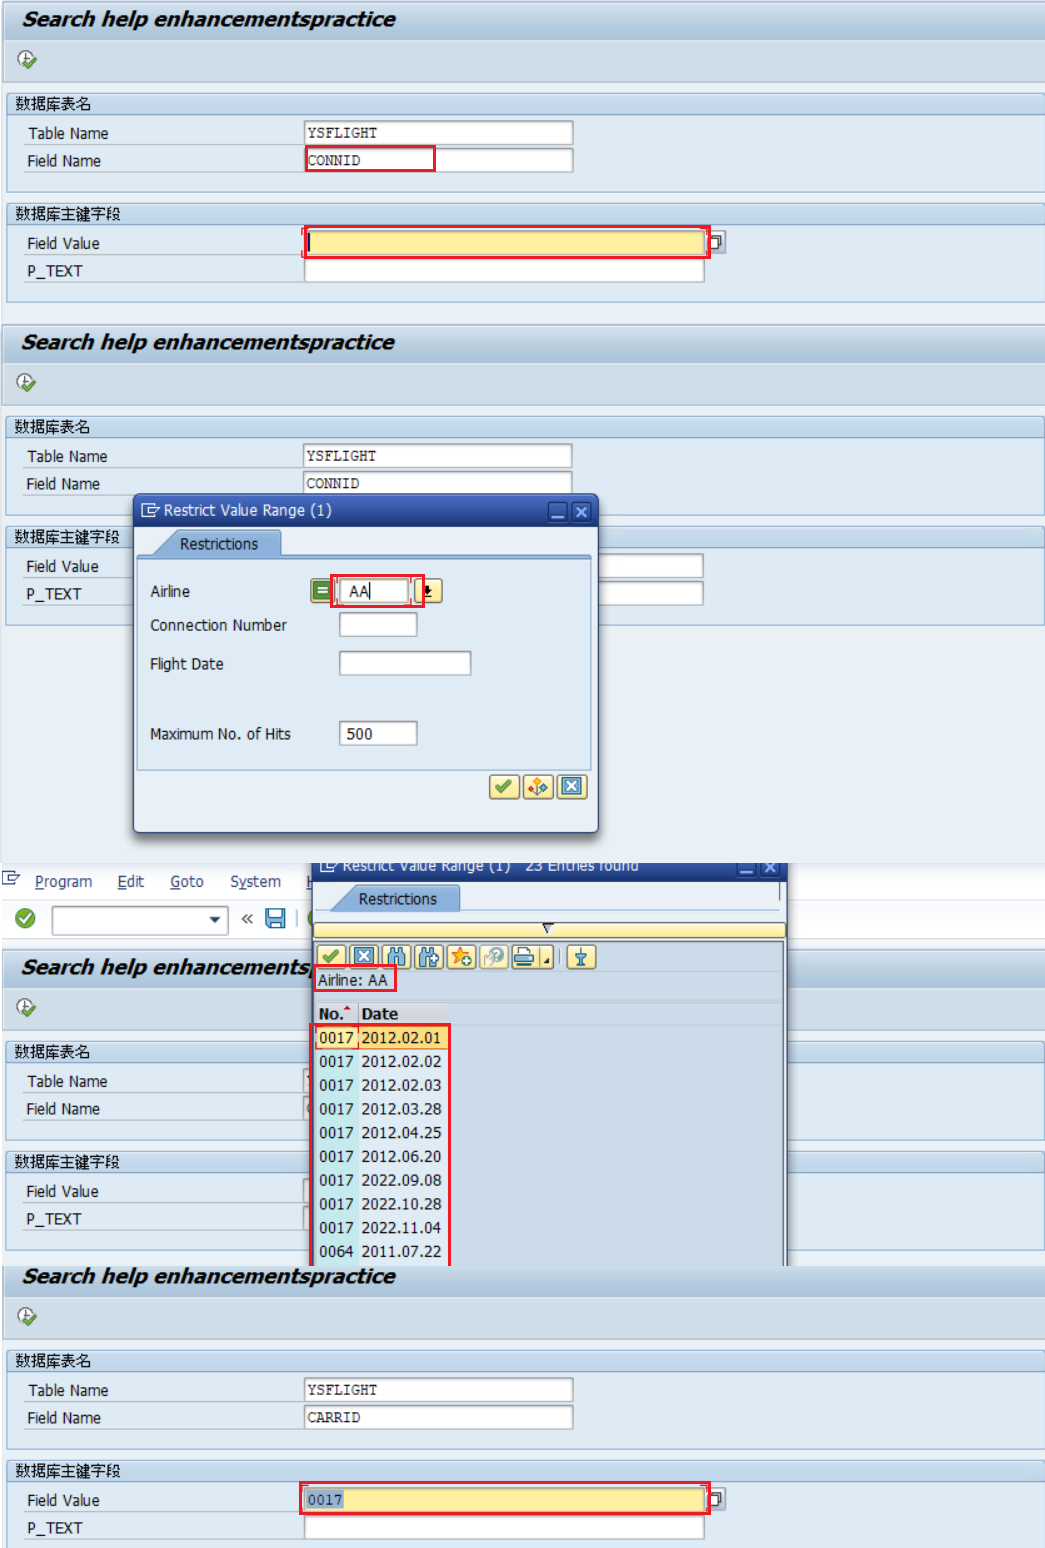 Search help enhancementspractice
数据库表名
Table Name YSFLIGHT
Field Name CONNID
数据库主键字段
Field Value
P_TEXT
Search help enhancementspractice
数据库表名
Table Name YSFLIGHT
Field Name CONNID
数据库主键字段
Field Value
P_TEXT
Restrict Value Range (1)
Restrictions
Airline AA
Connection Number
Flight Date
Maximum No. of Hits 500
Program Edit Goto System
Restrict Value Range (1) 23 Entries found
Restrictions
Search help enhancements
Airline: AA
No. Date
0017 2012.02.01
0017 2012.02.02
0017 2012.02.03
0017 2012.03.28
0017 2012.04.25
0017 2012.06.20
0017 2022.09.08
0017 2022.10.28
0017 2022.11.04
0064 2011.07.22
数据库表名
Table Name
Field Name
数据库主键字段
Field Value
P_TEXT
Search help enhancementspractice
数据库表名
Table Name YSFLIGHT
Field Name CARRID
数据库主键字段
Field Value 0017
P_TEXT